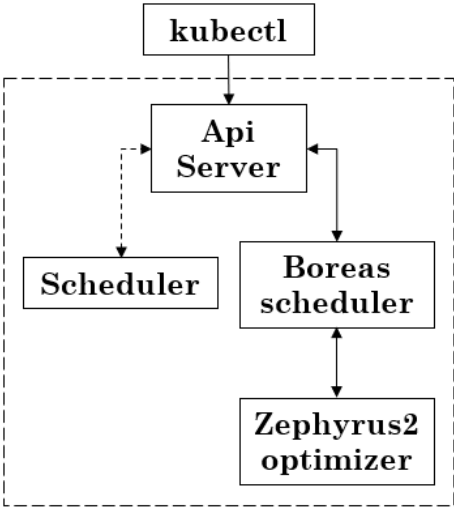 kubectl
Api
Server
Scheduler
Boreas
scheduler
Zephyrus2
optimizer